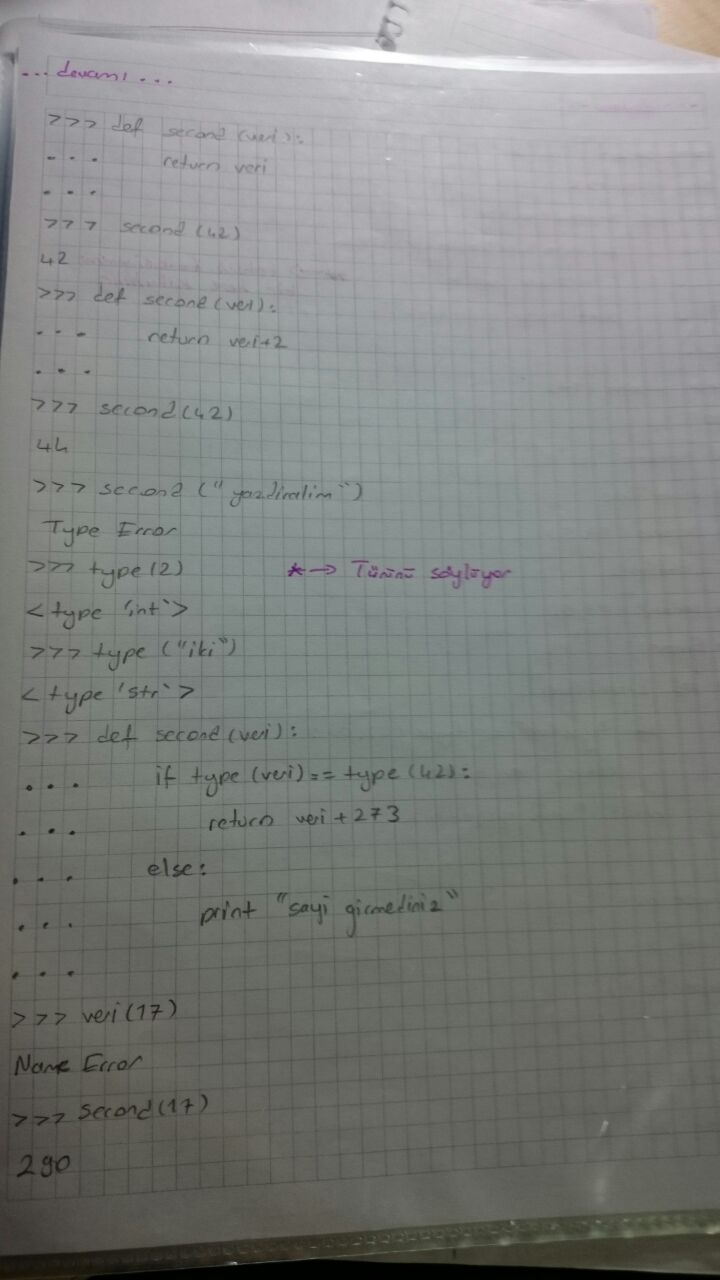 ... devamı ...
>>> def second (veri):
... return veri
...
>>> second (42)
42
>>> def second (veri):
... return veri+2
...
>>> second (42)
44
>>> second ("yazdiralim")
Type Error
>>> type (2) *→ Türünü söylüyor
<type 'int'>
>>> type ("iki")
<type 'str'>
>>> def second (veri):
... if type (veri) == type (42):
... return veri + 273
... else:
... print "sayi girmediniz"
...
>>> veri (17)
Name Error
>>> second (17)
290